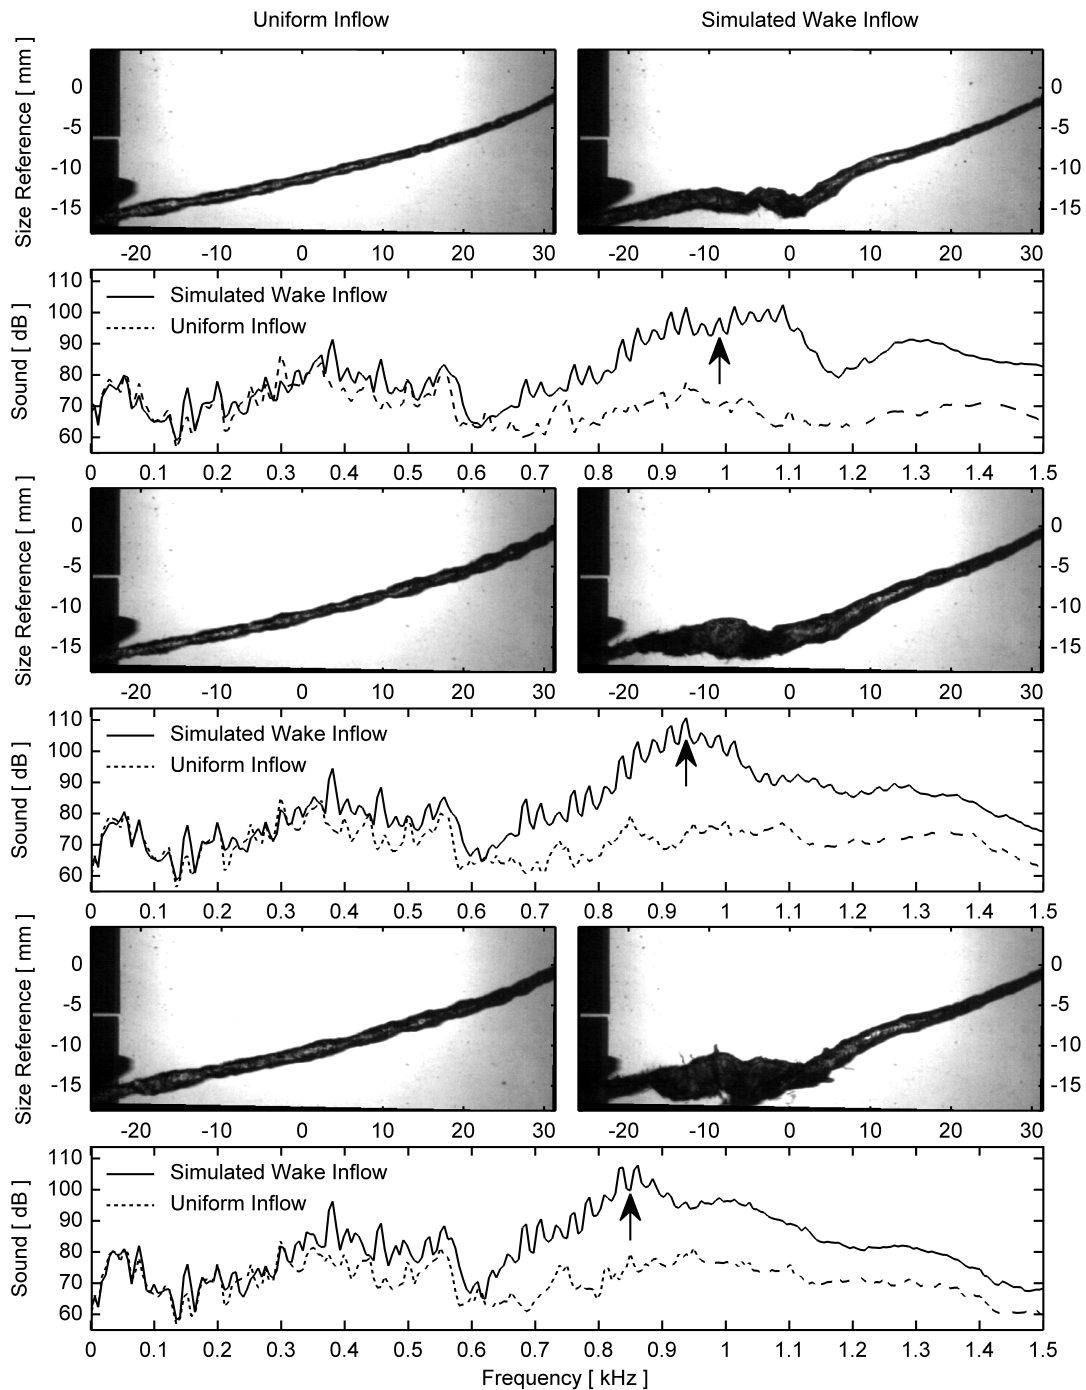 Uniform Inflow Simulated Wake Inflow
Size Reference [ mm ]
0 0
-5 -5
-10 -10
-15 -15
-20 -10 0 10 20 30 -20 -10 0 10 20 30
Sound [ dB ]
110
100
90
80
70
60
Simulated Wake Inflow
Uniform Inflow
0 0.1 0.2 0.3 0.4 0.5 0.6 0.7 0.8 0.9 1 1.1 1.2 1.3 1.4 1.5
Size Reference [ mm ]
0 0
-5 -5
-10 -10
-15 -15
-20 -10 0 10 20 30 -20 -10 0 10 20 30
Sound [ dB ]
110
100
90
80
70
60
Simulated Wake Inflow
Uniform Inflow
0 0.1 0.2 0.3 0.4 0.5 0.6 0.7 0.8 0.9 1 1.1 1.2 1.3 1.4 1.5
Size Reference [ mm ]
0 0
-5 -5
-10 -10
-15 -15
-20 -10 0 10 20 30 -20 -10 0 10 20 30
Sound [ dB ]
110
100
90
80
70
60
Simulated Wake Inflow
Uniform Inflow
0 0.1 0.2 0.3 0.4 0.5 0.6 0.7 0.8 0.9 1 1.1 1.2 1.3 1.4 1.5
Frequency [ kHz ]